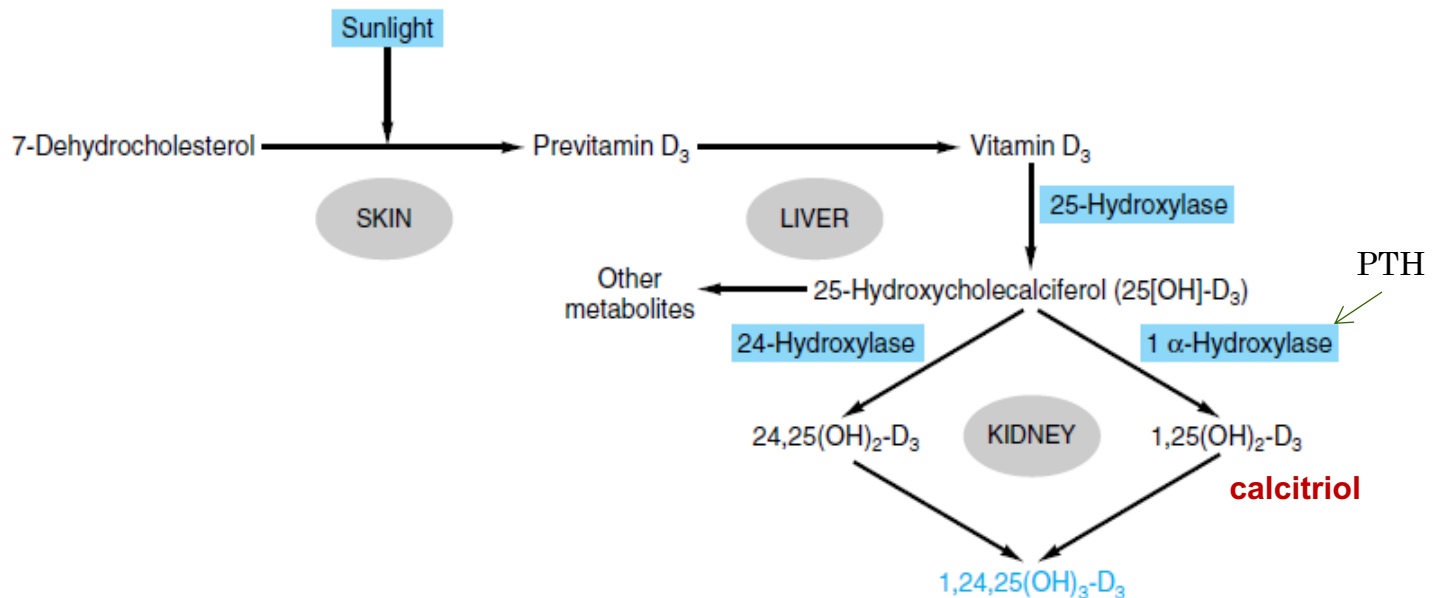 Sunlight
7-Dehydrocholesterol
Previtamin D₃
Vitamin D₃
SKIN
LIVER
25-Hydroxylase
PTH
Other
metabolites
25-Hydroxycholecalciferol (25[OH]-D₃)
24-Hydroxylase
1 α-Hydroxylase
24,25(OH)₂-D₃
KIDNEY
1,25(OH)₂-D₃
calcitriol
1,24,25(OH)₃-D₃